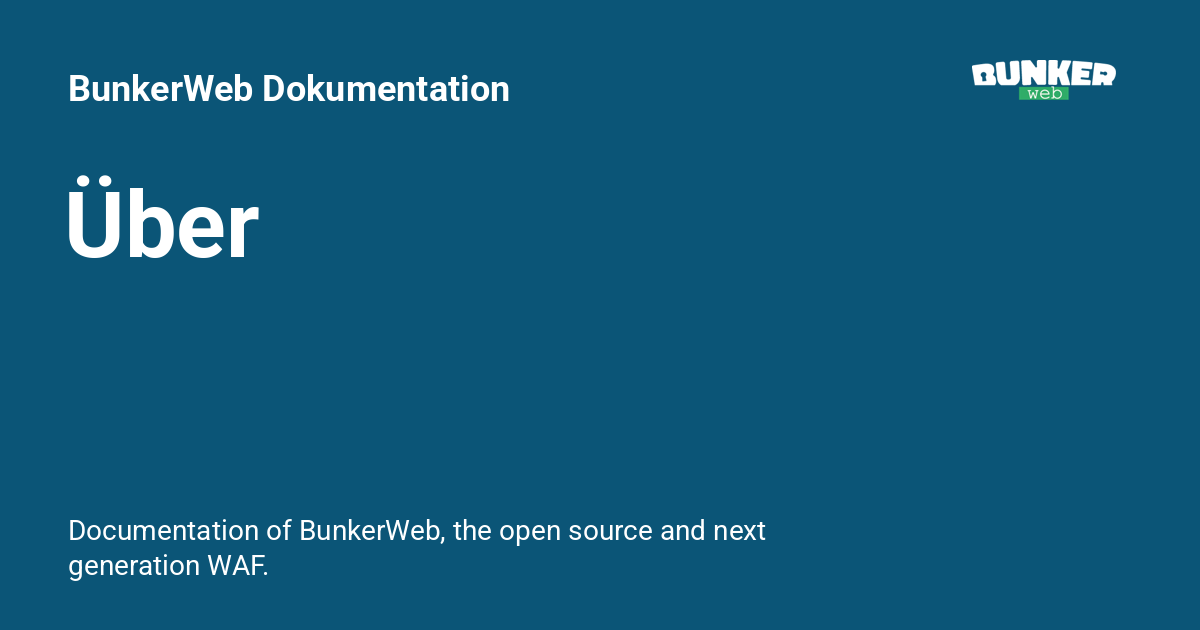 BunkerWeb Dokumentation
BUNKER
web
Über
Documentation of BunkerWeb, the open source and next
generation WAF.